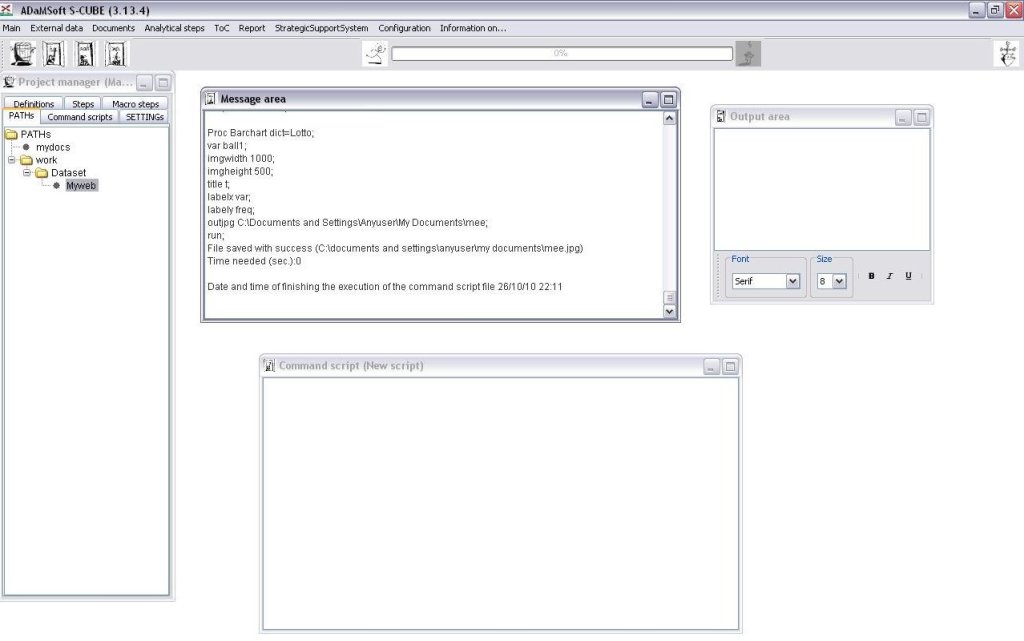 ADaMSoft S-CUBE (3.13.4)
Main External data Documents Analytical steps ToC Report StrategicSupportSystem Configuration Information on...
0%
Project manager (Ma...
Definitions Steps Macro steps
PATHs Command scripts SETTINGs
PATHs
mydocs
work
Dataset
Myweb
Message area
Proc Barchart dict=Lotto;
var ball1;
imgwidth 1000;
imgheight 500;
title t;
labelx var;
labely freq;
outjpg C:\Documents and Settings\Anyuser\My Documents\mee;
run;
File saved with success (C:\documents and settings\anyuser\my documents\mee.jpg)
Time needed (sec.):0
Date and time of finishing the execution of the command script file 26/10/10 22:11
Output area
Font Size
Serif 8 B I U
Command script (New script)